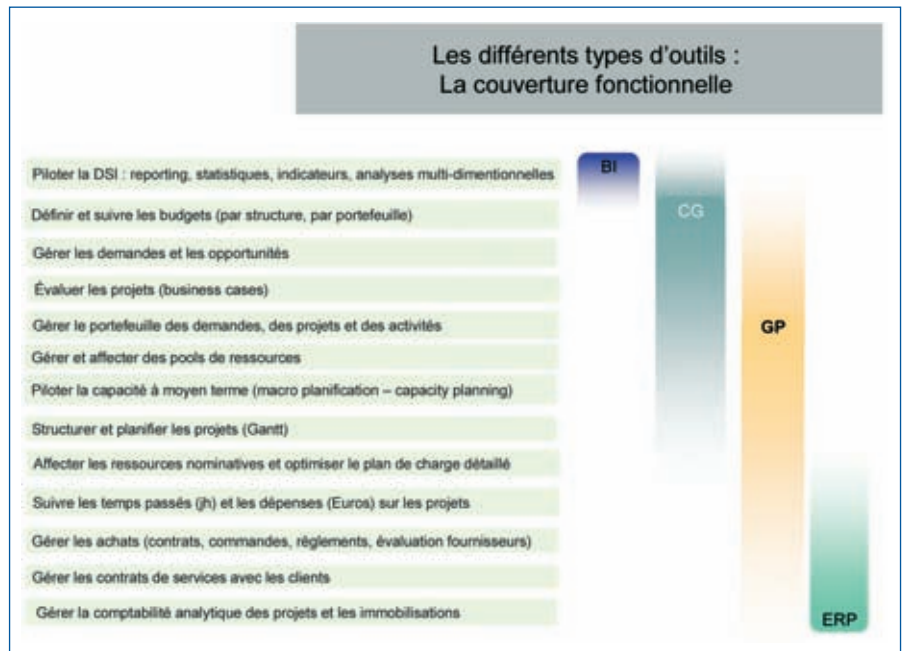 Les différents types d'outils :
La couverture fonctionnelle
Piloter la DSI : reporting, statistiques, indicateurs, analyses multi-dimentionnelles
BI
Définir et suivre les budgets (par structure, par portefeuille)
CG
Gérer les demandes et les opportunités
Évaluer les projets (business cases)
Gérer le portefeuille des demandes, des projets et des activités
GP
Gérer et affecter des pools de ressources
Piloter la capacité à moyen terme (macro planification – capacity planning)
Structurer et planifier les projets (Gantt)
Affecter les ressources nominatives et optimiser le plan de charge détaillé
Suivre les temps passés (jh) et les dépenses (Euros) sur les projets
Gérer les achats (contrats, commandes, règlements, évaluation fournisseurs)
Gérer les contrats de services avec les clients
Gérer la comptabilité analytique des projets et les immobilisations
ERP